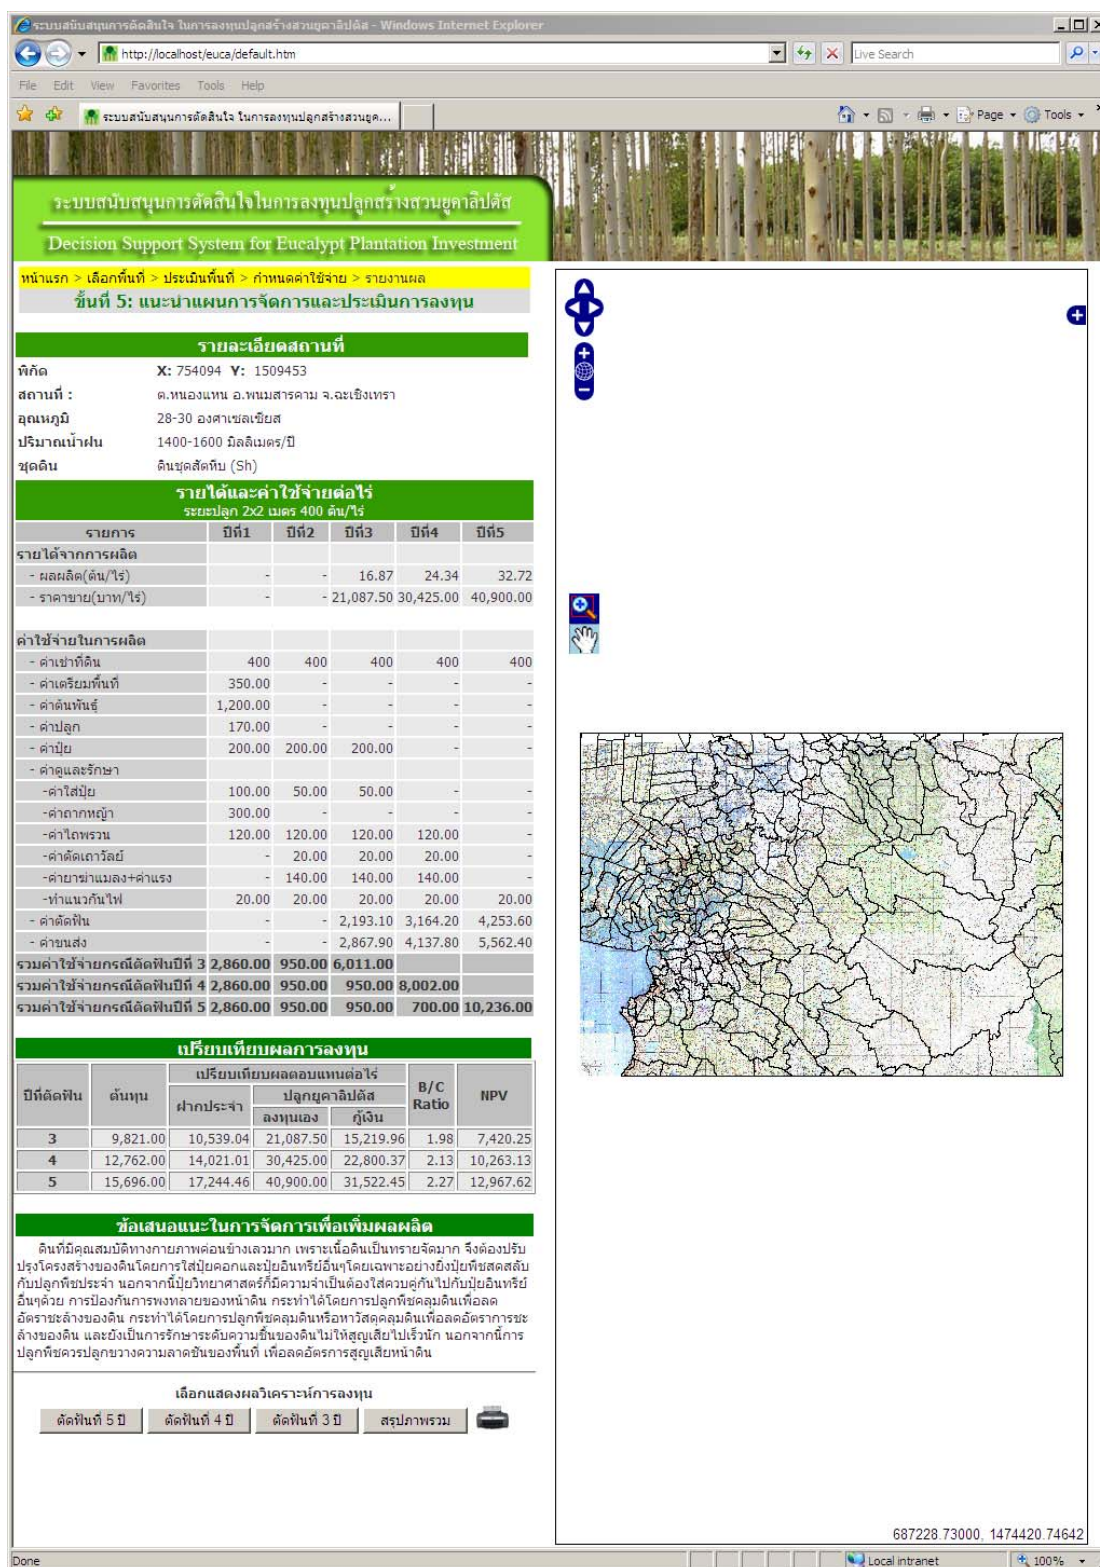 ระบบสนับสนุนการตัดสินใจ ในการลงทุนปลูกสร้างสวนยูคาลิปตัส - Windows Internet Explorer
http://localhost/euca/default.htm
Live Search
File Edit View Favorites Tools Help
ระบบสนับสนุนการตัดสินใจ ในการลงทุนปลูกสร้างสวนยูค...
Page Tools
ระบบสนับสนุนการตัดสินใจในการลงทุนปลูกสร้างสวนยูคาลิปตัส
Decision Support System for Eucalypt Plantation Investment
หน้าแรก > เลือกพื้นที่ > ประเมินพื้นที่ > กำหนดค่าใช้จ่าย > รายงานผล
ขั้นที่ 5: แนะนำแผนการจัดการและประเมินการลงทุน
รายละเอียดสถานที่
พิกัด X: 754094 Y: 1509453
สถานที่ : ต.หนองแหน อ.พนมสารคาม จ.ฉะเชิงเทรา
อุณหภูมิ 28-30 องศาเซลเซียส
ปริมาณน้ำฝน 1400-1600 มิลลิเมตร/ปี
ชุดดิน ดินชุดสัตหีบ (Sh)
รายได้และค่าใช้จ่ายต่อไร่
ระยะปลูก 2x2 เมตร 400 ต้น/ไร่
รายการ ปีที่1 ปีที่2 ปีที่3 ปีที่4 ปีที่5
รายได้จากการผลิต
- ผลผลิต(ตัน/ไร่) - - 16.87 24.34 32.72
- ราคาขาย(บาท/ไร่) - - 21,087.50 30,425.00 40,900.00
ค่าใช้จ่ายในการผลิต
- ค่าเช่าที่ดิน 400 400 400 400 400
- ค่าเตรียมพื้นที่ 350.00 - - - -
- ค่าต้นพันธุ์ 1,200.00 - - - -
- ค่าปลูก 170.00 - - - -
- ค่าปุ๋ย 200.00 200.00 200.00 - -
- ค่าดูและรักษา
-ค่าใส่ปุ๋ย 100.00 50.00 50.00 - -
-ค่าถากหญ้า 300.00 - - - -
-ค่าไถพรวน 120.00 120.00 120.00 120.00 -
-ค่าตัดเถาวัลย์ - 20.00 20.00 20.00 -
-ค่ายาฆ่าแมลง+ค่าแรง - 140.00 140.00 140.00 -
-ทำแนวกันไฟ 20.00 20.00 20.00 20.00 20.00
- ค่าตัดฟัน - - 2,193.10 3,164.20 4,253.60
- ค่าขนส่ง - - 2,867.90 4,137.80 5,562.40
รวมค่าใช้จ่ายกรณีตัดฟันปีที่ 3 2,860.00 950.00 6,011.00
รวมค่าใช้จ่ายกรณีตัดฟันปีที่ 4 2,860.00 950.00 950.00 8,002.00
รวมค่าใช้จ่ายกรณีตัดฟันปีที่ 5 2,860.00 950.00 950.00 700.00 10,236.00
เปรียบเทียบผลการลงทุน
ปีที่ตัดฟัน ต้นทุน เปรียบเทียบผลตอบแทนต่อไร่ B/C Ratio NPV
ฝากประจำ ปลูกยูคาลิปตัส
ลงทุนเอง กู้เงิน
3 9,821.00 10,539.04 21,087.50 15,219.96 1.98 7,420.25
4 12,762.00 14,021.01 30,425.00 22,800.37 2.13 10,263.13
5 15,696.00 17,244.46 40,900.00 31,522.45 2.27 12,967.62
ข้อเสนอแนะในการจัดการเพื่อเพิ่มผลผลิต
ดินที่มีคุณสมบัติทางกายภาพค่อนข้างเลวมาก เพราะเนื้อดินเป็นทรายจัดมาก จึงต้องปรับ
ปรุงโครงสร้างของดินโดยการใส่ปุ๋ยคอกและปุ๋ยอินทรีย์อื่นๆโดยเฉพาะอย่างยิ่งปุ๋ยพืชสดสลับ
กับปลูกพืชประจำ นอกจากนี้ปุ๋ยวิทยาศาสตร์ก็มีความจำเป็นต้องใส่ควบคู่กันไปกับปุ๋ยอินทรีย์
อื่นๆด้วย การป้องกันการพงทลายของหน้าดิน กระทำได้โดยการปลูกพืชคลุมดินเพื่อลด
อัตราชะล้างของดิน กระทำได้โดยการปลูกพืชคลุมดินหรือหาวัสดุคลุมดินเพื่อลดอัตราการชะ
ล้างของดิน และยังเป็นการรักษาระดับความชื้นของดินไม่ให้สูญเสียไปเร็วนัก นอกจากนี้การ
ปลูกพืชควรปลูกขวางความลาดชันของพื้นที่ เพื่อลดอัตรการสูญเสียหน้าดิน
เลือกแสดงผลวิเคราะห์การลงทุน
ตัดฟันที่ 5 ปี ตัดฟันที่ 4 ปี ตัดฟันที่ 3 ปี สรุปภาพรวม
687228.73000, 1474420.74642
Done Local intranet 100%